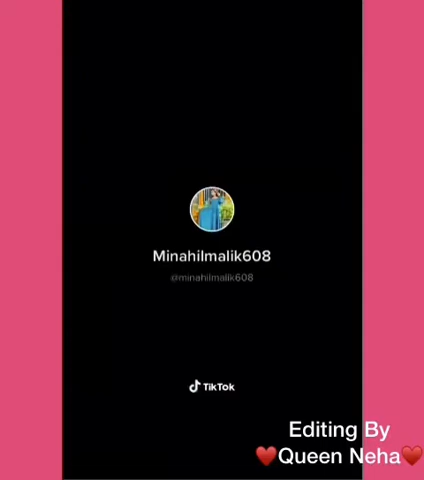 Minahilmalik608
@minahilmalik608
TikTok
Editing By
♥️Queen Neha♥️